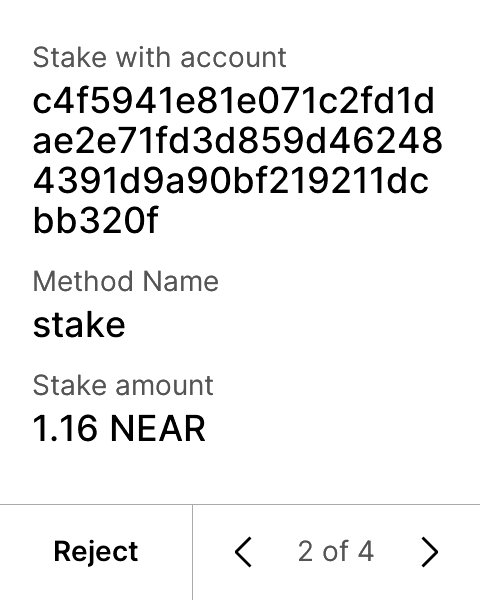 Stake with account
c4f5941e81e071c2fd1d
ae2e71fd3d859d46248
4391d9a90bf219211dc
bb320f
Method Name
stake
Stake amount
1.16 NEAR
Reject
2 of 4